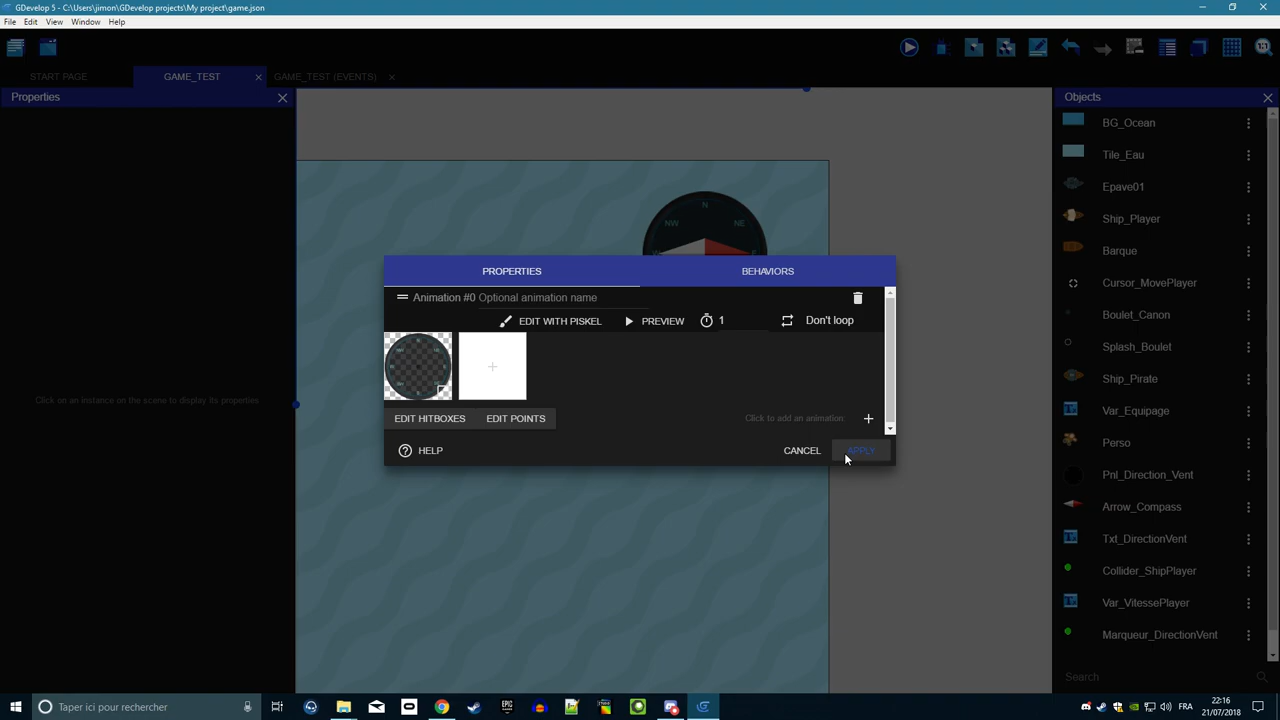 GDevelop 5 - C:\Users\jimon\GDevelop projects\My project\game.json
File Edit View Window Help
START PAGE GAME_TEST GAME_TEST (EVENTS)
Properties
Click on an instance on the scene to display its properties
N
NW NE
PROPERTIES BEHAVIORS
Animation #0 Optional animation name
EDIT WITH PISKEL PREVIEW 1 Don't loop
EDIT HITBOXES EDIT POINTS Click to add an animation:
HELP CANCEL APPLY
Objects
BG_Ocean
Tile_Eau
Epave01
Ship_Player
Barque
Cursor_MovePlayer
Boulet_Canon
Splash_Boulet
Ship_Pirate
Var_Equipage
Perso
Pnl_Direction_Vent
Arrow_Compass
Txt_DirectionVent
Collider_ShipPlayer
Var_VitessePlayer
Marqueur_DirectionVent
Search
Taper ici pour rechercher
FRA
22:16
21/07/2018